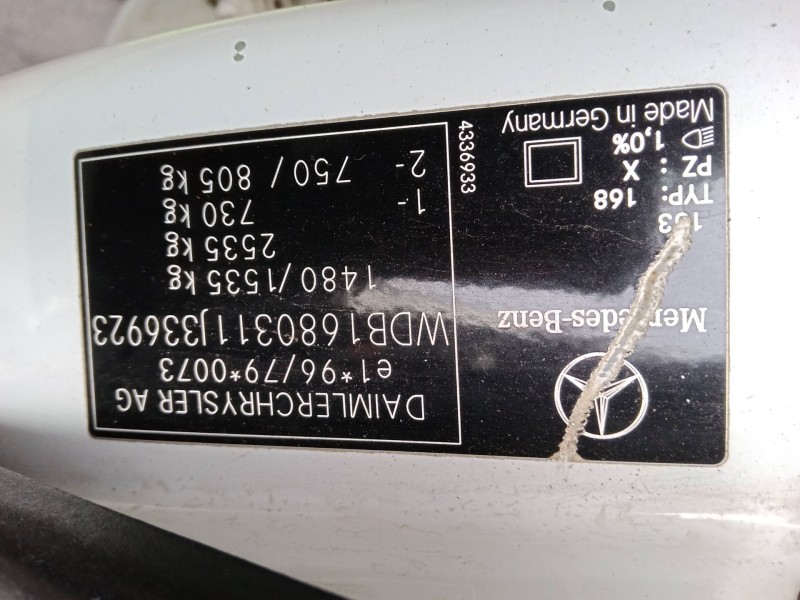 DAIMLERCHRYSLER AG
e1*96/79*0073
WDB1680311J336923
1480/1535 kg
2535 kg
1- 730 kg
2- 750 / 805 kg
Mercedes-Benz
TYP: 168
PZ : X
1,0%
Made in Germany
4336933